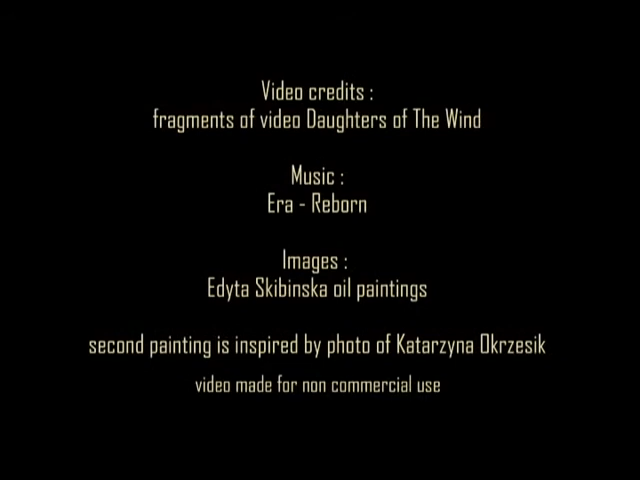 Video credits :
fragments of video Daughters of The Wind
Music :
Era - Reborn
Images :
Edyta Skibinska oil paintings
second painting is inspired by photo of Katarzyna Okrzesik
video made for non commercial use